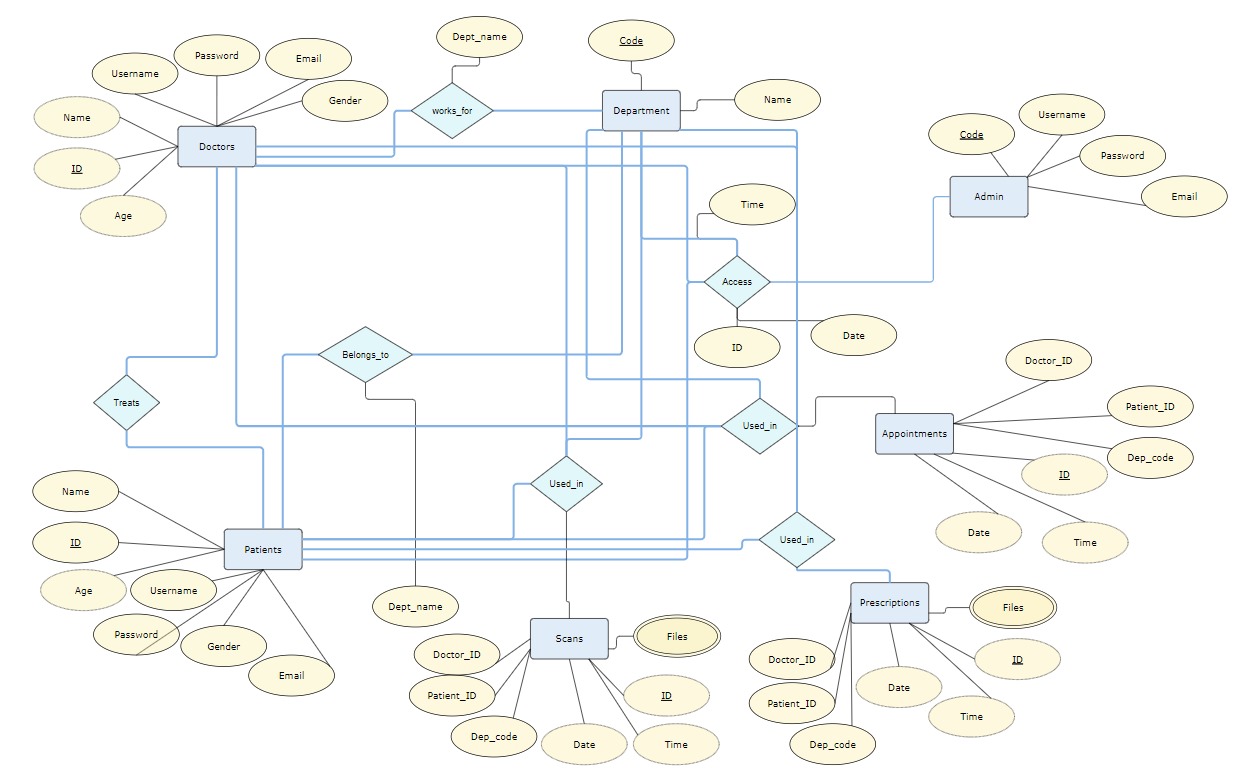 Dept_name
Code
Password
Email
Username
Gender
Name
works_for
Department
Name
Doctors
ID
Age
Code
Username
Password
Email
Admin
Time
Access
ID
Date
Belongs_to
Treats
Used_in
Doctor_ID
Patient_ID
Appointments
Dep_code
ID
Date
Time
Used_in
Used_in
Name
ID
Patients
Age
Username
Password
Gender
Email
Dept_name
Scans
Files
Doctor_ID
Patient_ID
ID
Dep_code
Date
Time
Prescriptions
Files
Doctor_ID
ID
Patient_ID
Date
Time
Dep_code